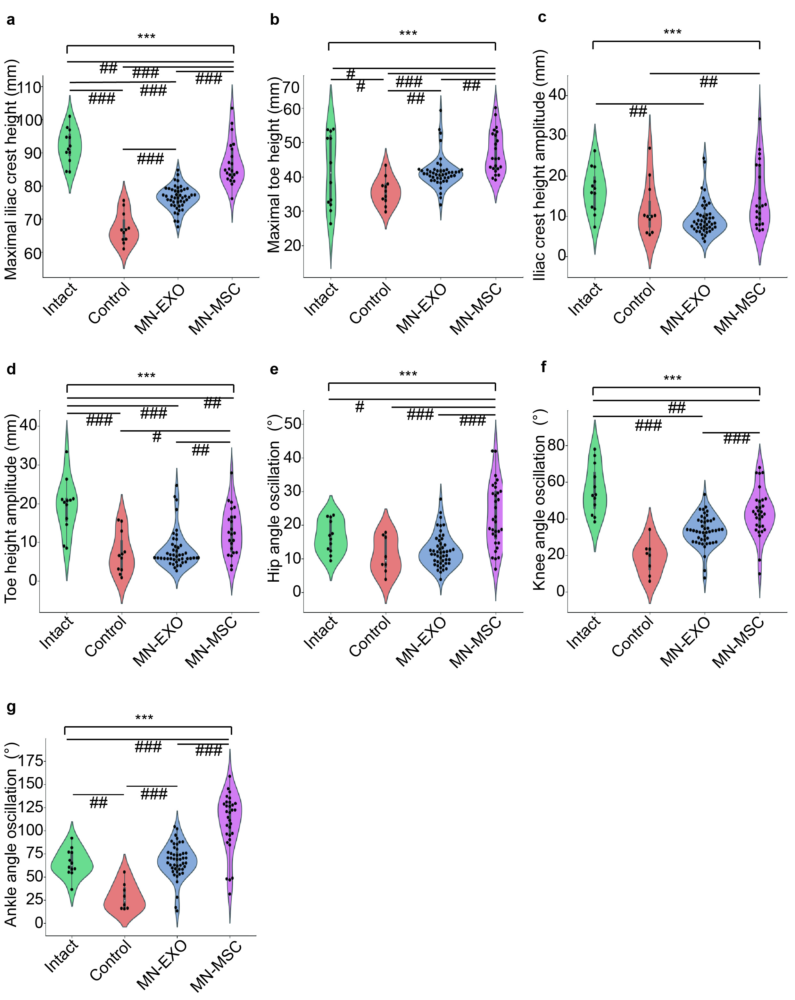 a
***
##
###
###
###
###
###
Maximal iliac crest height (mm)
110
100
90
80
70
60
Intact
Control
MN-EXO
MN-MSC
b
***
#
#
###
##
##
Maximal toe height (mm)
70
60
50
40
30
20
Intact
Control
MN-EXO
MN-MSC
c
***
##
##
Iliac crest height amplitude (mm)
40
30
20
10
0
Intact
Control
MN-EXO
MN-MSC
d
***
##
###
###
#
##
Toe height amplitude (mm)
40
30
20
10
0
Intact
Control
MN-EXO
MN-MSC
e
***
#
###
###
Hip angle oscillation (°)
50
40
30
20
10
0
Intact
Control
MN-EXO
MN-MSC
f
***
##
###
###
Knee angle oscillation (°)
80
60
40
20
0
Intact
Control
MN-EXO
MN-MSC
g
***
###
###
###
##
Ankle angle oscillation (°)
175
150
125
100
75
50
25
0
Intact
Control
MN-EXO
MN-MSC